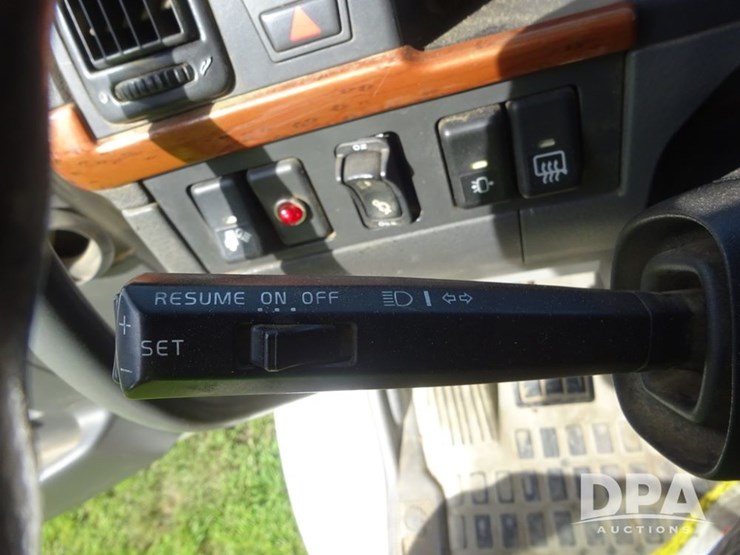 RESUME ON OFF
+
SET
−
DPA
AUCTIONS